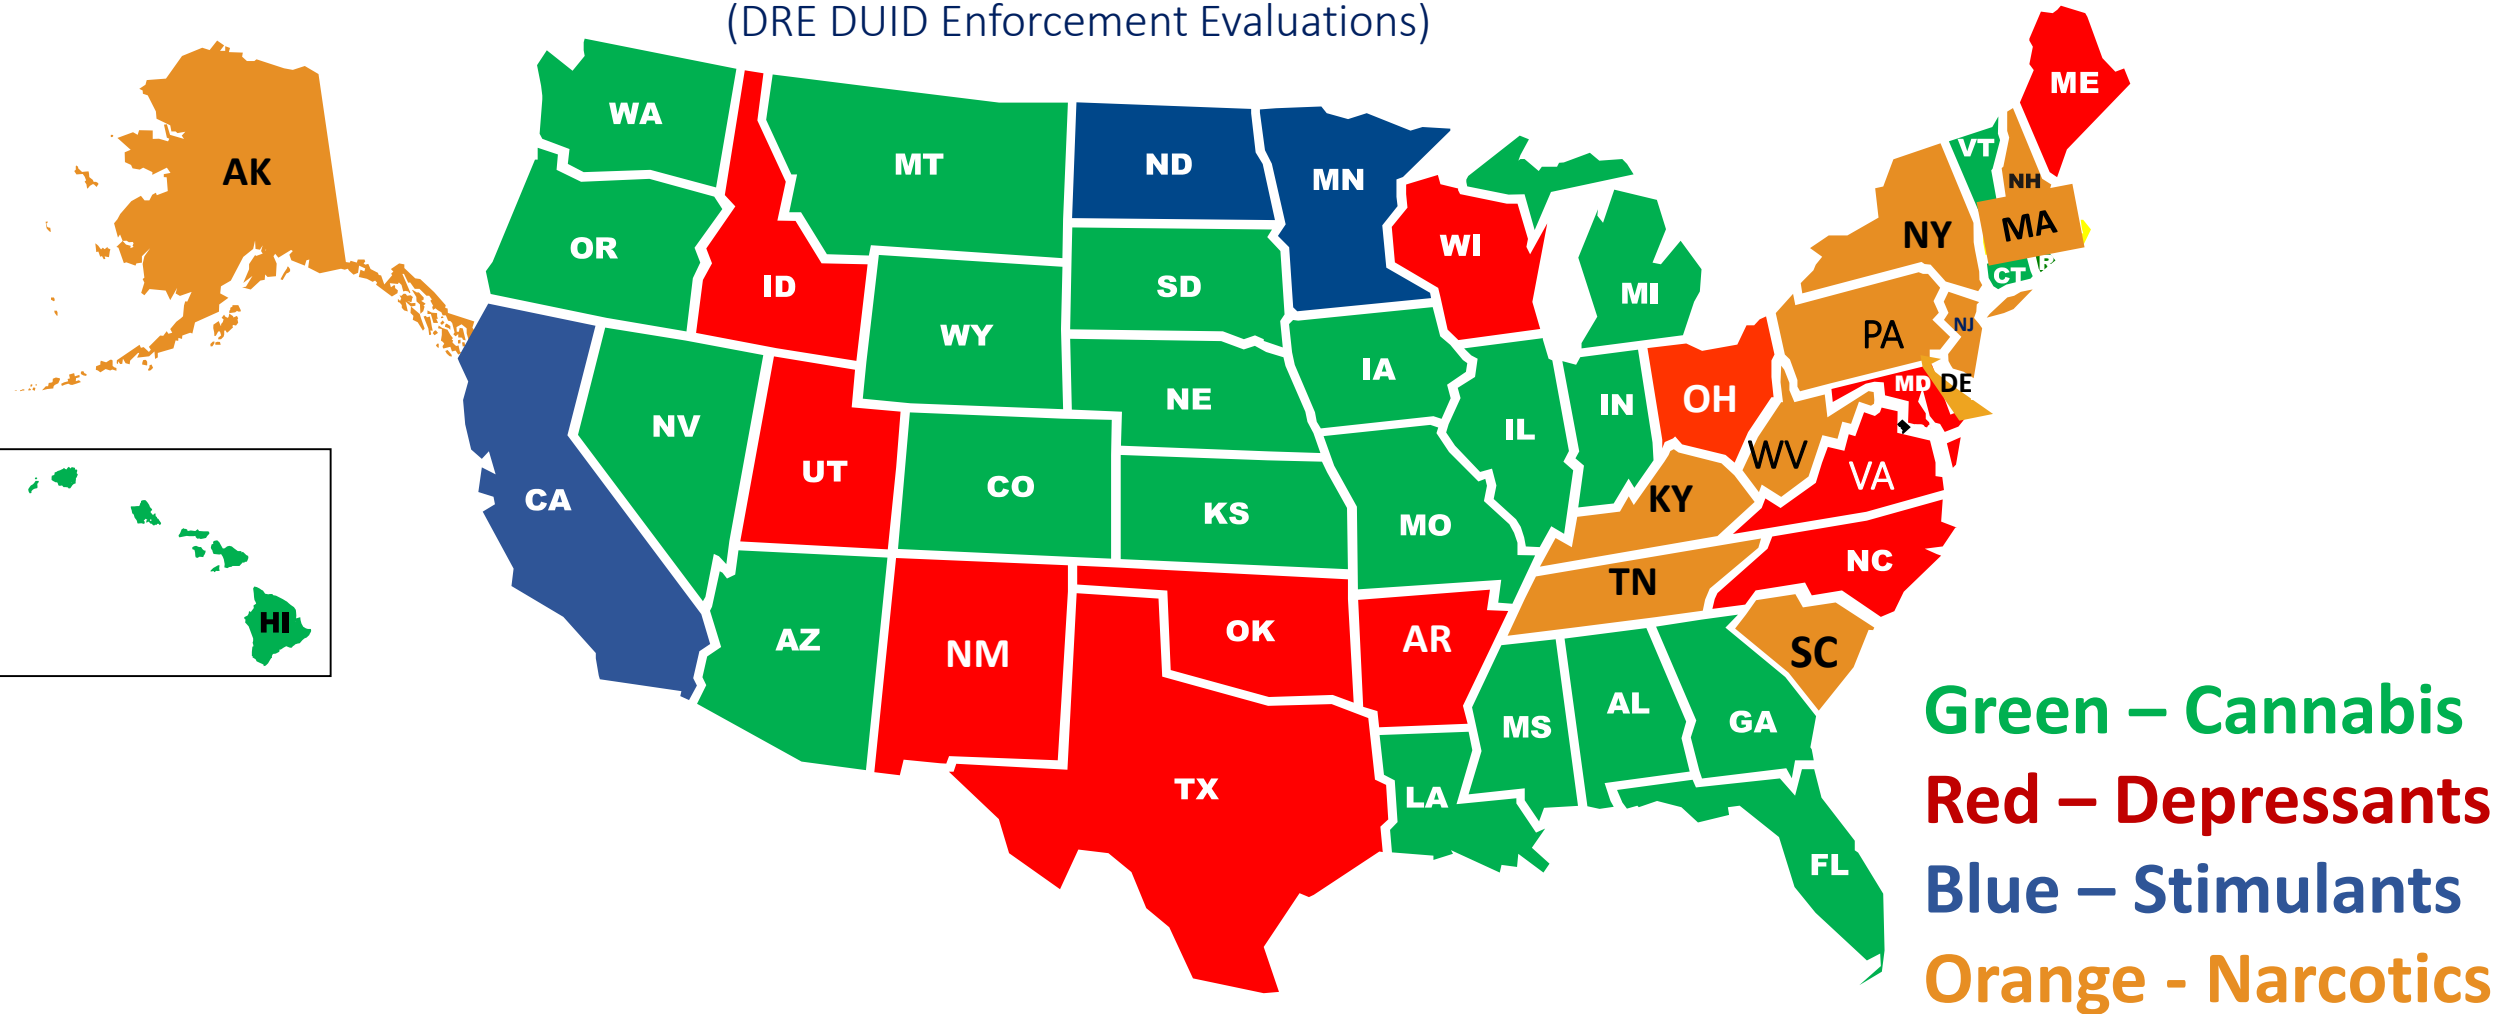 (DRE DUID Enforcement Evaluations)
ME
WA
VT
AK
MT
ND
MN
NH
MA
OR
WI
NY
ID
SD
MI
CT
R
WY
PA
NJ
IA
MD
DE
NE
IN
OH
NV
IL
WV
UT
CO
VA
CA
KS
KY
MO
NC
TN
HI
AZ
OK
AR
NM
SC
AL
MS
GA
Green – Cannabis
TX
LA
Red – Depressants
FL
Blue – Stimulants
Orange - Narcotics